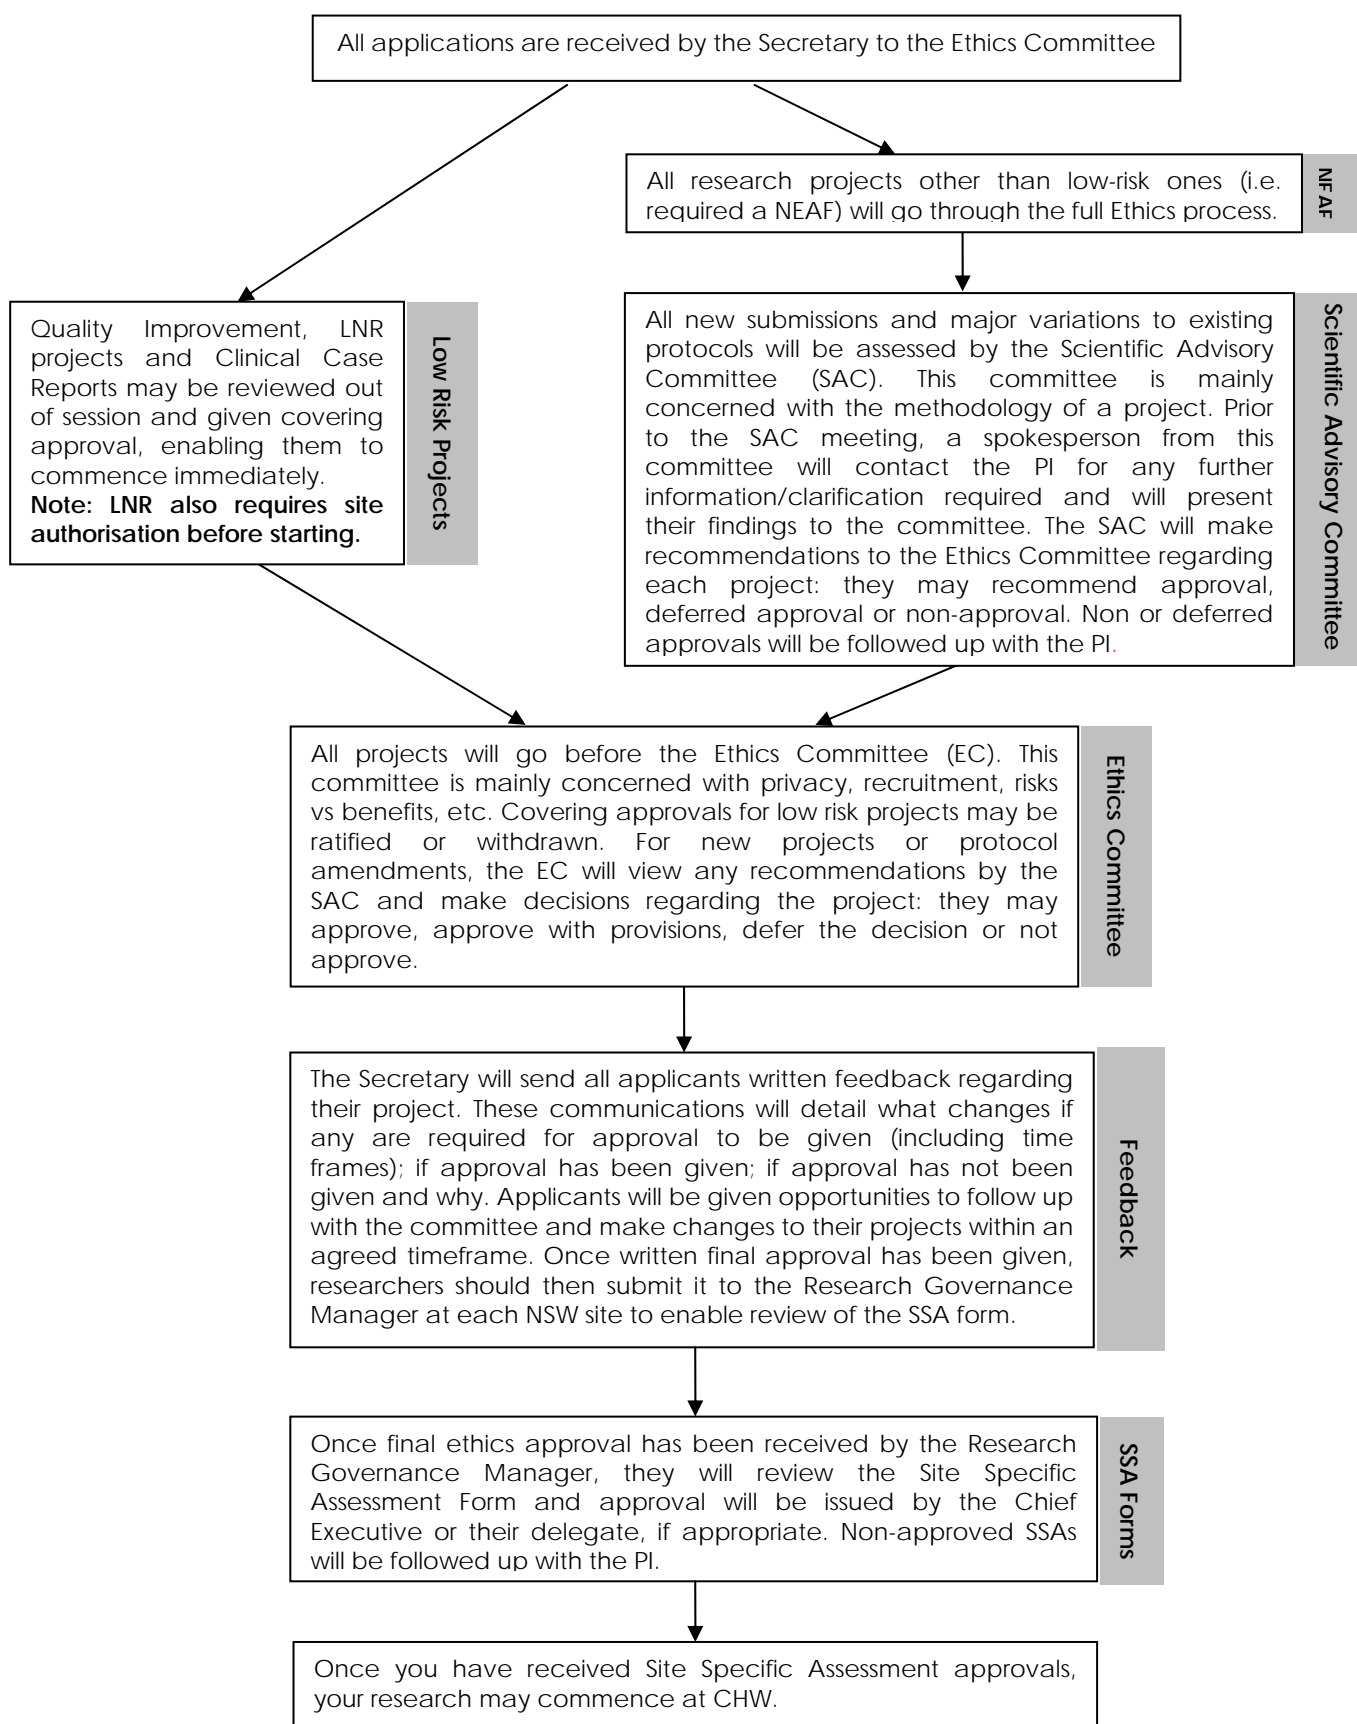 All applications are received by the Secretary to the Ethics Committee
All research projects other than low-risk ones (i.e.
required a NEAF) will go through the full Ethics process.
NEAF
Quality Improvement, LNR
projects and Clinical Case
Reports may be reviewed out
of session and given covering
approval, enabling them to
commence immediately.
Note: LNR also requires site
authorisation before starting.
Low Risk Projects
All new submissions and major variations to existing
protocols will be assessed by the Scientific Advisory
Committee (SAC). This committee is mainly
concerned with the methodology of a project. Prior
to the SAC meeting, a spokesperson from this
committee will contact the PI for any further
information/clarification required and will present
their findings to the committee. The SAC will make
recommendations to the Ethics Committee regarding
each project: they may recommend approval,
deferred approval or non-approval. Non or deferred
approvals will be followed up with the PI.
Scientific Advisory Committee
All projects will go before the Ethics Committee (EC). This
committee is mainly concerned with privacy, recruitment, risks
vs benefits, etc. Covering approvals for low risk projects may be
ratified or withdrawn. For new projects or protocol
amendments, the EC will view any recommendations by the
SAC and make decisions regarding the project: they may
approve, approve with provisions, defer the decision or not
approve.
Ethics Committee
The Secretary will send all applicants written feedback regarding
their project. These communications will detail what changes if
any are required for approval to be given (including time
frames); if approval has been given; if approval has not been
given and why. Applicants will be given opportunities to follow up
with the committee and make changes to their projects within an
agreed timeframe. Once written final approval has been given,
researchers should then submit it to the Research Governance
Manager at each NSW site to enable review of the SSA form.
Feedback
Once final ethics approval has been received by the Research
Governance Manager, they will review the Site Specific
Assessment Form and approval will be issued by the Chief
Executive or their delegate, if appropriate. Non-approved SSAs
will be followed up with the PI.
SSA Forms
Once you have received Site Specific Assessment approvals,
your research may commence at CHW.